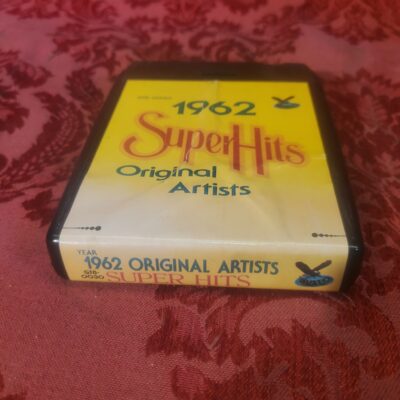 1962
SuperHits
Original
Artists
YEAR
1962 ORIGINAL ARTISTS
SUPER HITS